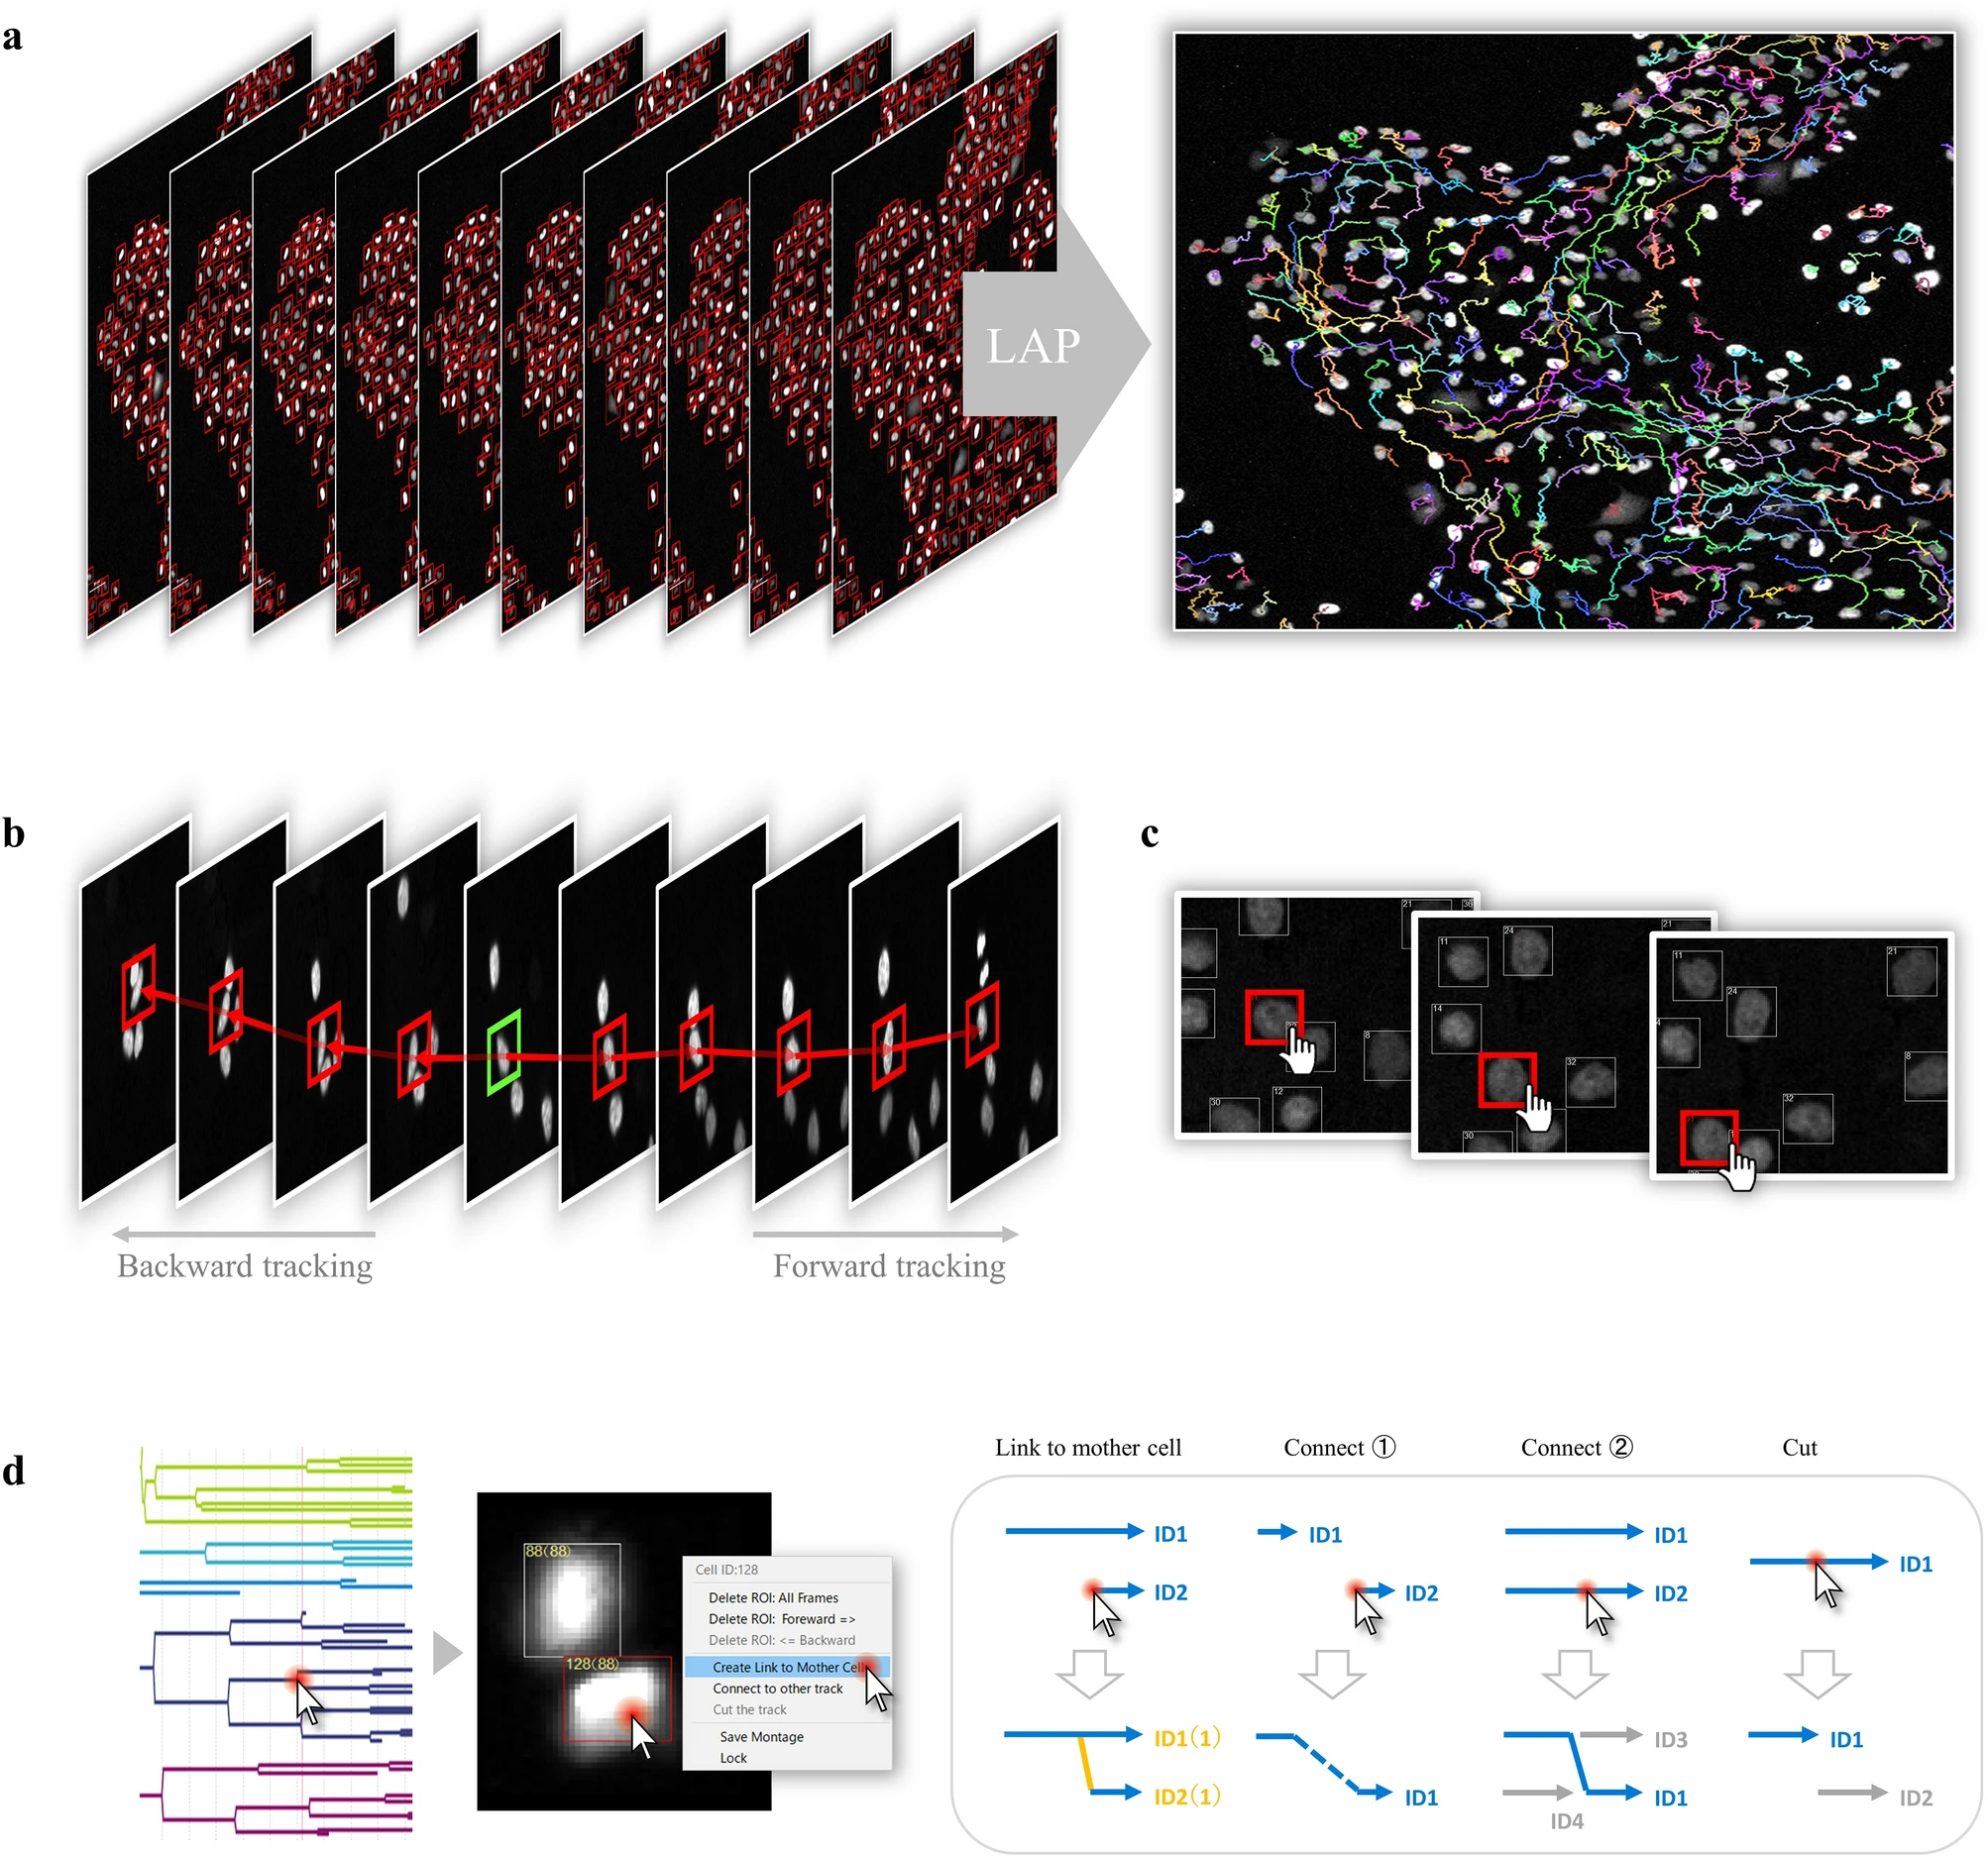 a
LAP
b
Backward tracking
Forward tracking
c
21
36
8
12
30
21
11
24
14
32
30
11
21
24
4
8
32
d
88(88)
128(88)
Cell ID:128
Delete ROI: All Frames
Delete ROI: Foreward =>
Delete ROI: <= Backward
Create Link to Mother Cell
Connect to other track
Cut the track
Save Montage
Lock
Link to mother cell
Connect ①
Connect ②
Cut
ID1
ID2
ID1(1)
ID2(1)
ID1
ID2
ID1
ID1
ID2
ID3
ID1
ID4
ID1
ID1
ID2